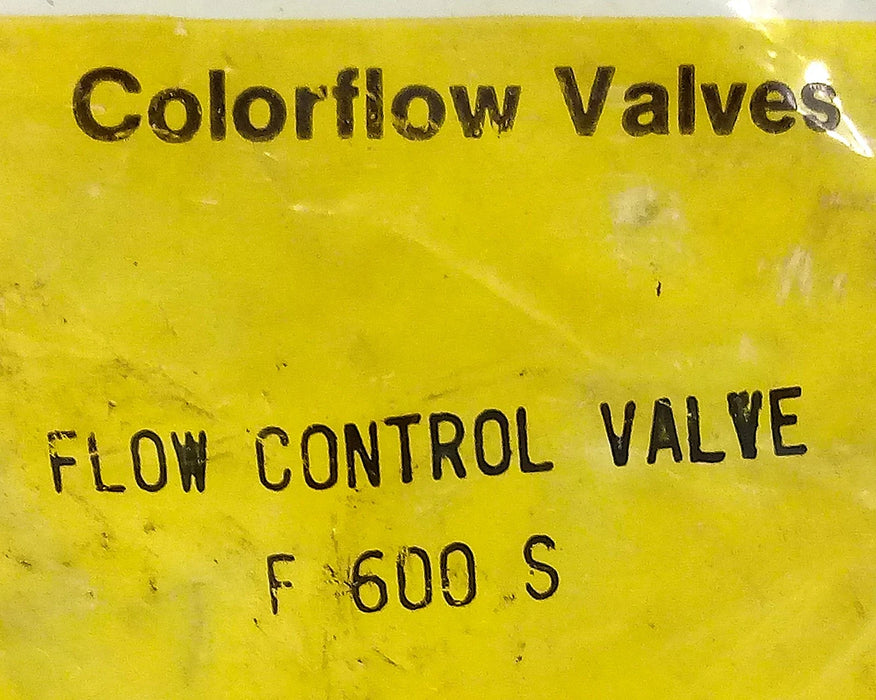 Colorflow Valves
FLOW CONTROL VALVE
F 600 S